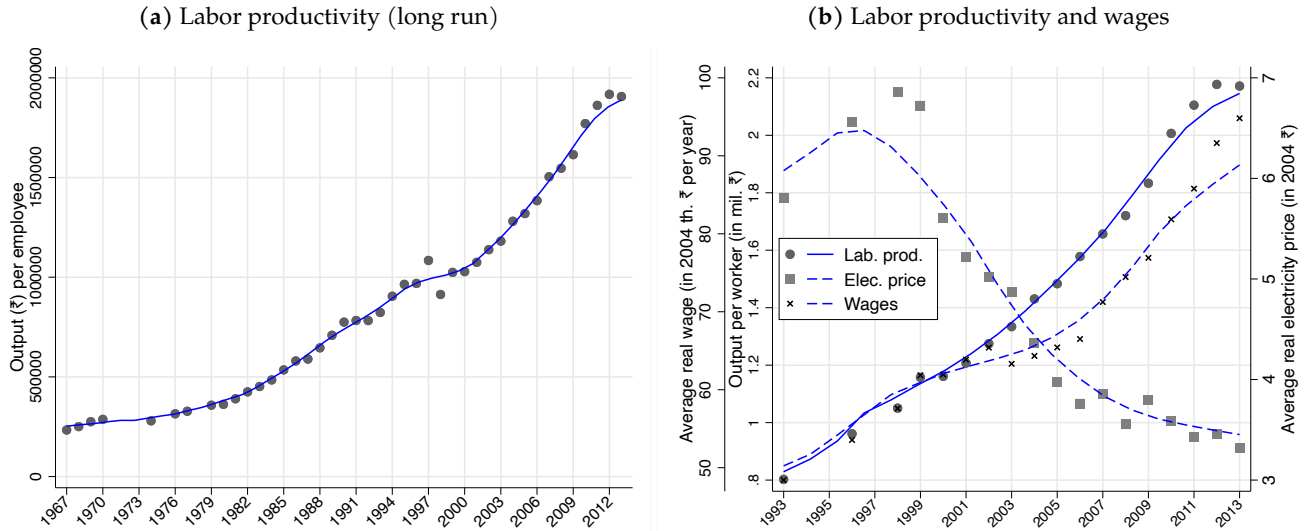 (a) Labor productivity (long run)
Output (₹) per employee
2000000
1500000
1000000
500000
0
1967 1970 1973 1976 1979 1982 1985 1988 1991 1994 1997 2000 2003 2006 2009 2012
(b) Labor productivity and wages
Average real wage (in 2004 th. ₹ per year)
100
90
80
70
60
50
Output per worker (in mil. ₹)
2.2
2
1.8
1.6
1.4
1.2
1
.8
Lab. prod.
Elec. price
Wages
7
6
5
4
3
Average real electricity price (in 2004 ₹)
1993 1995 1997 1999 2001 2003 2005 2007 2009 2011 2013